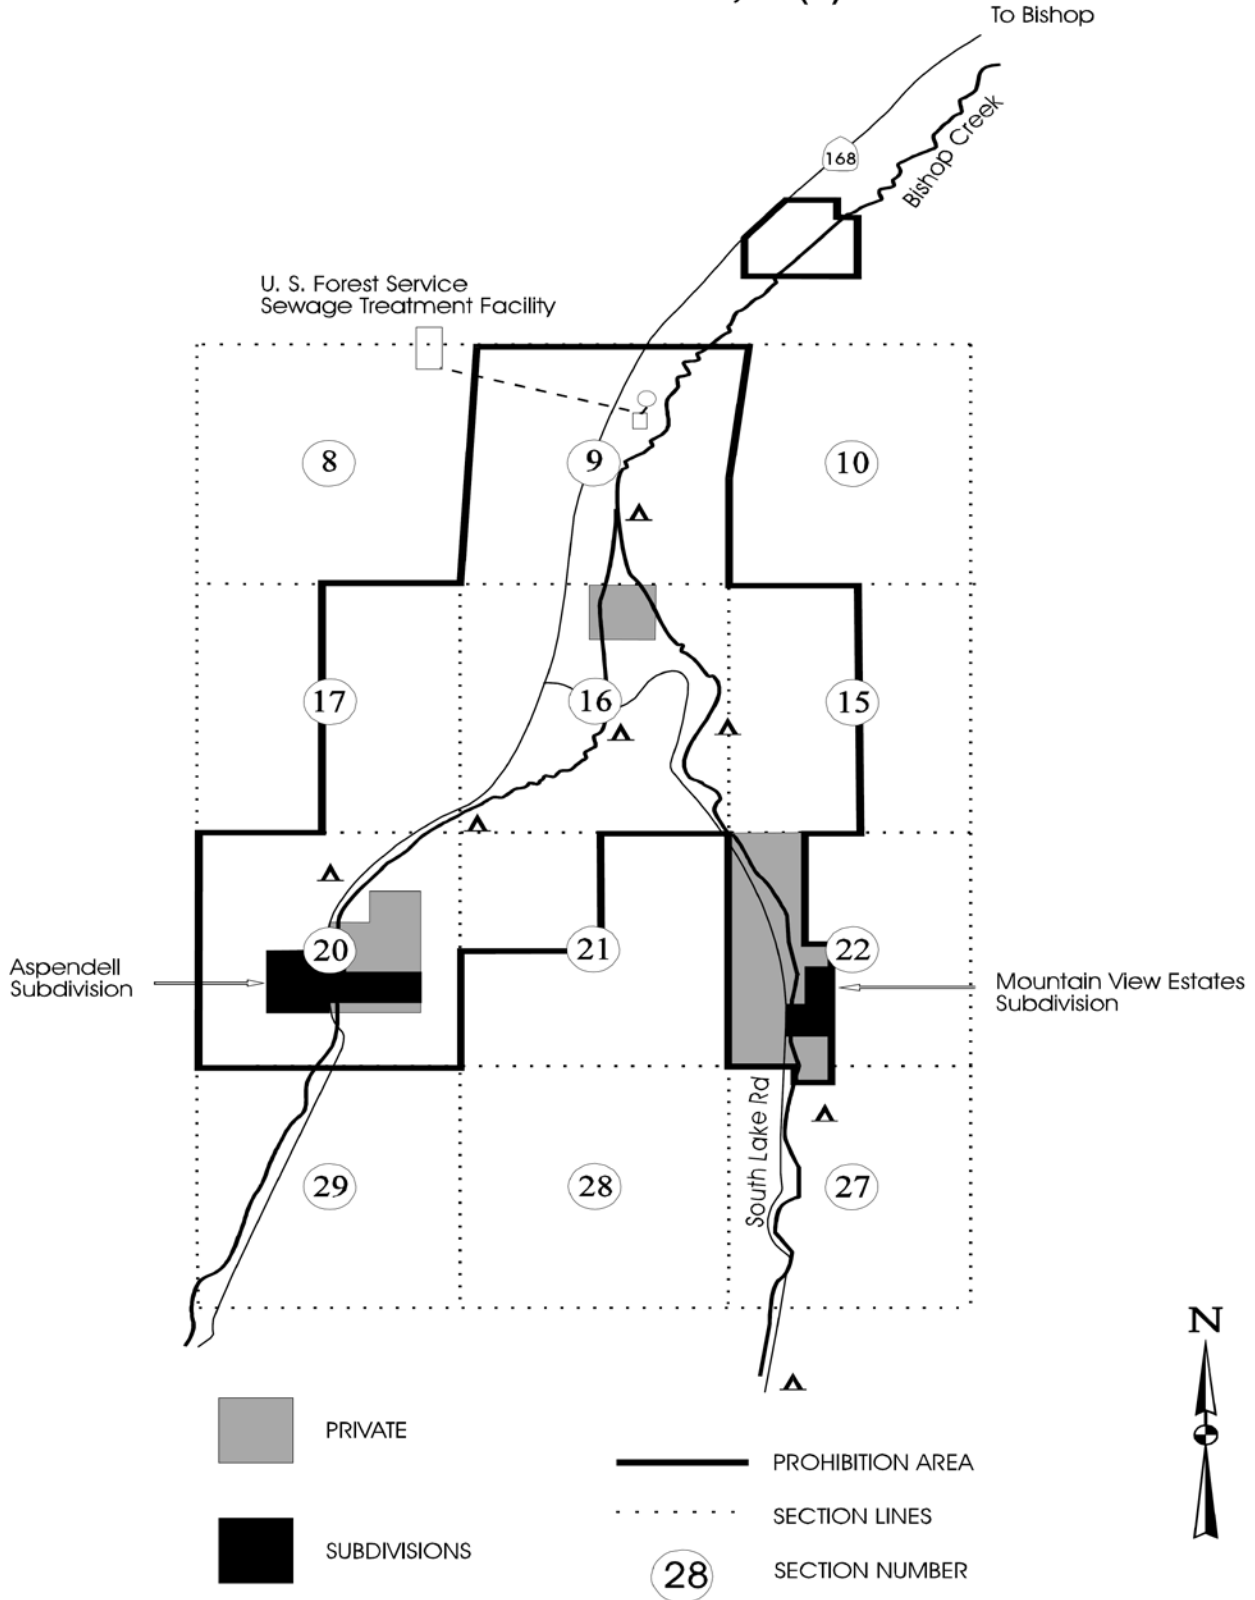 To Bishop
168
Bishop Creek
U. S. Forest Service
Sewage Treatment Facility
8
9
10
17
16
15
20
21
22
Aspendell
Subdivision
Mountain View Estates
Subdivision
South Lake Rd
29
28
27
N
PRIVATE
PROHIBITION AREA
SECTION LINES
SUBDIVISIONS
28
SECTION NUMBER